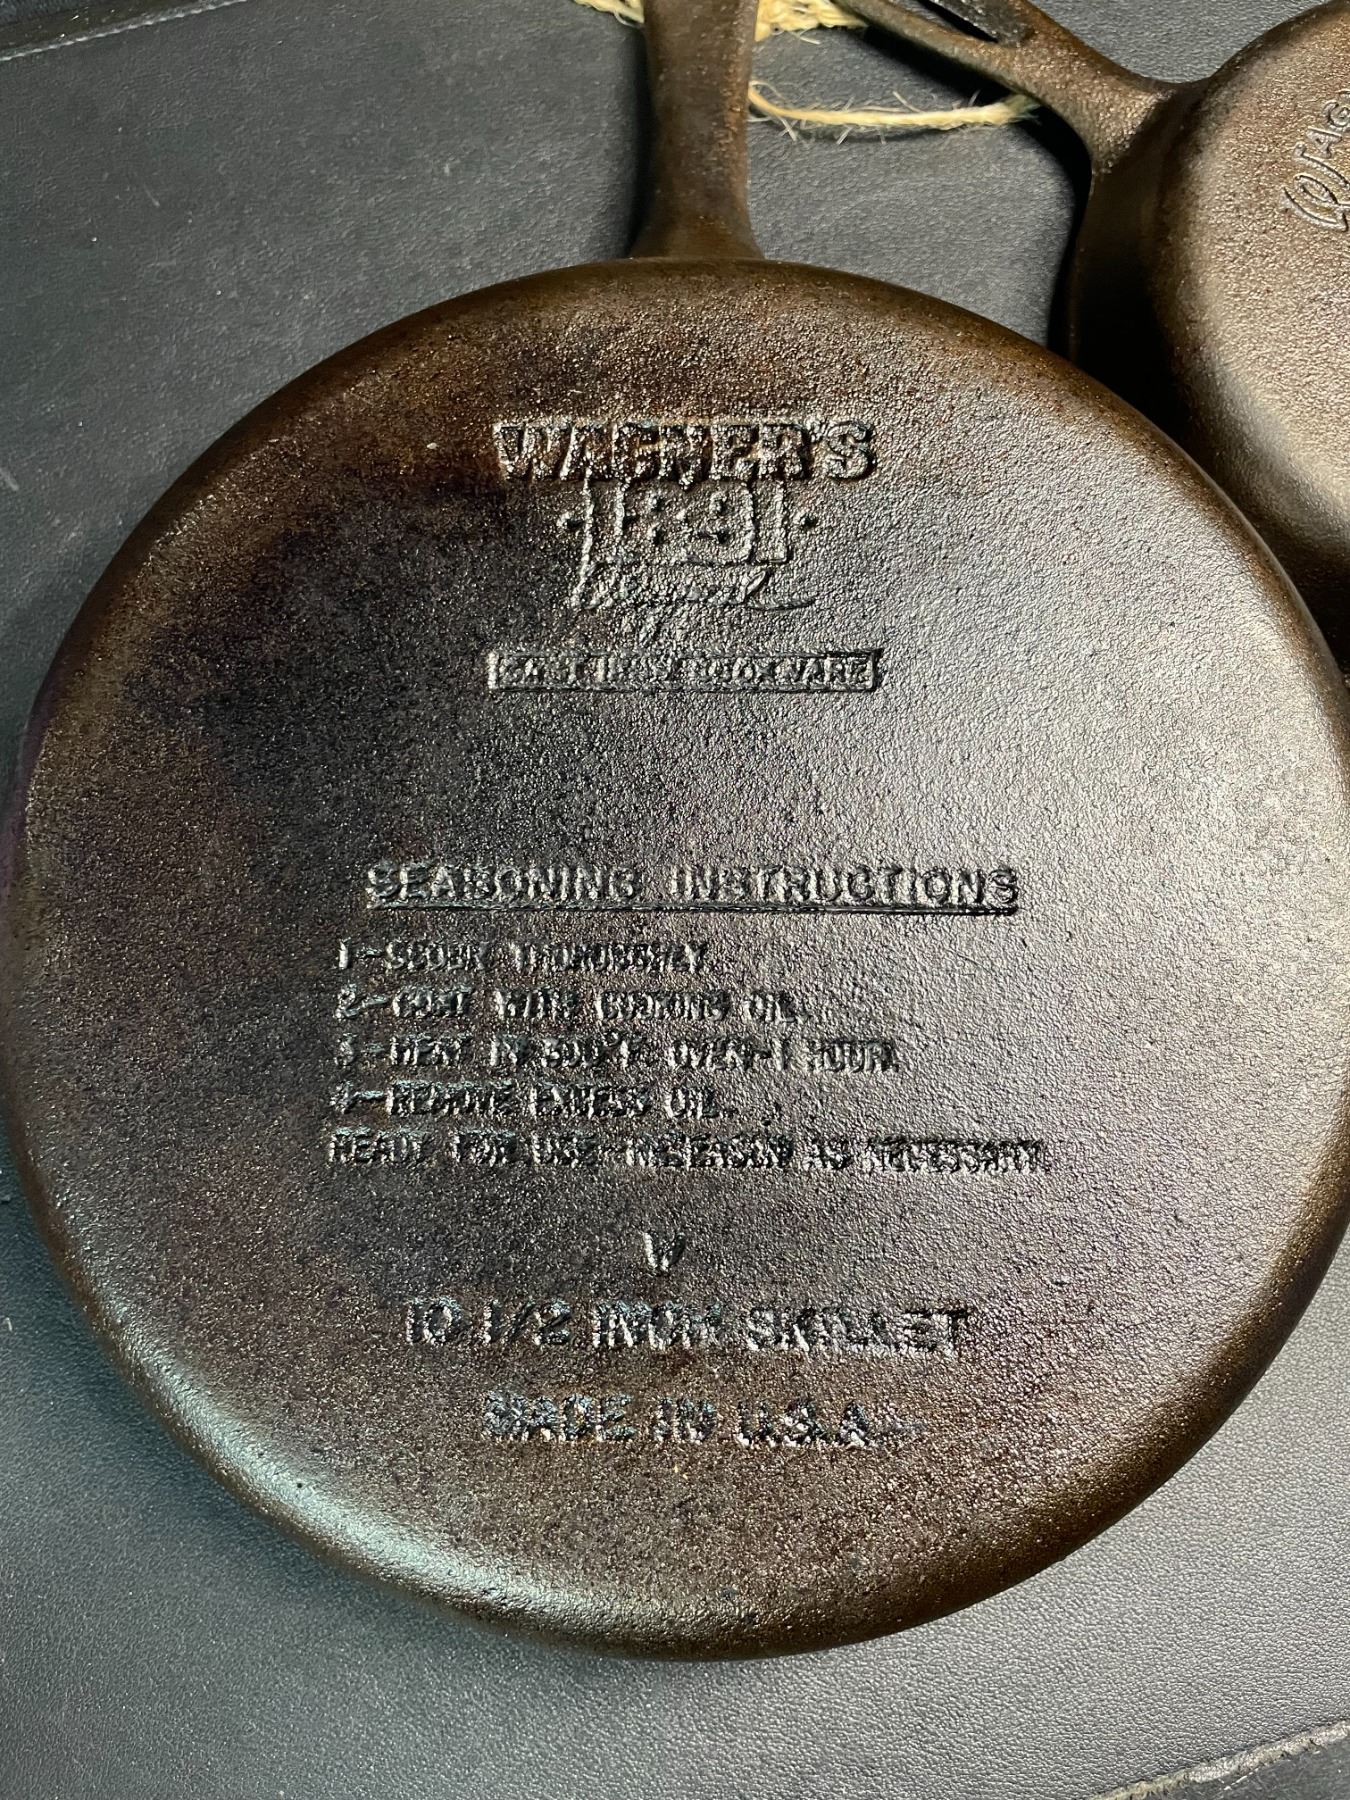 WAGNER'S
·1891·
Original
CAST IRON COOKWARE
SEASONING INSTRUCTIONS
1-SCOUR THOROUGHLY.
2-COAT WITH COOKING OIL.
3-HEAT IN 300°F OVEN-1 HOUR.
4-REMOVE EXCESS OIL.
READY FOR USE-RESEASON AS NECESSARY.
W
10 1/2 INCH SKILLET
MADE IN U.S.A.